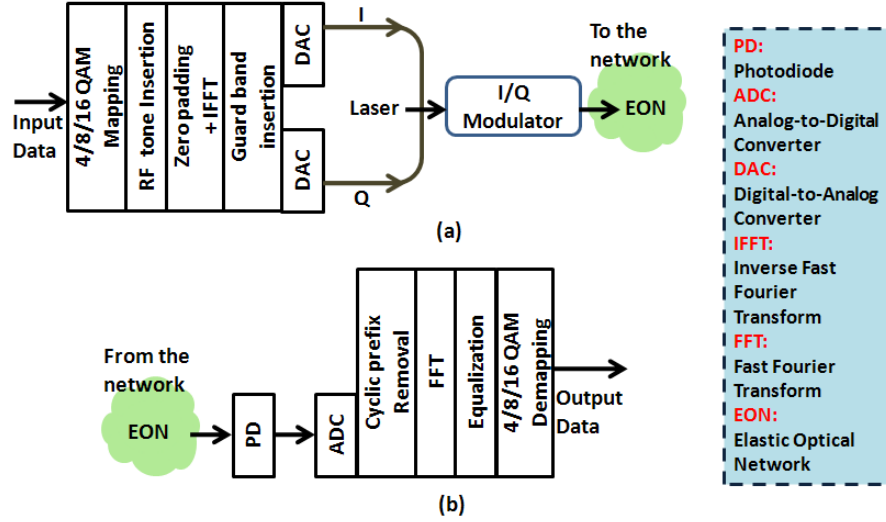 Input
Data
4/8/16 QAM
Mapping
RF tone Insertion
Zero padding
+ IFFT
Guard band
insertion
DAC
DAC
I
Q
Laser
I/Q
Modulator
To the
network
EON
(a)
From the
network
EON
PD
ADC
Cyclic prefix
Removal
FFT
Equalization
4/8/16 QAM
Demapping
Output
Data
(b)
PD:
Photodiode
ADC:
Analog-to-Digital
Converter
DAC:
Digital-to-Analog
Converter
IFFT:
Inverse Fast
Fourier
Transform
FFT:
Fast Fourier
Transform
EON:
Elastic Optical
Network